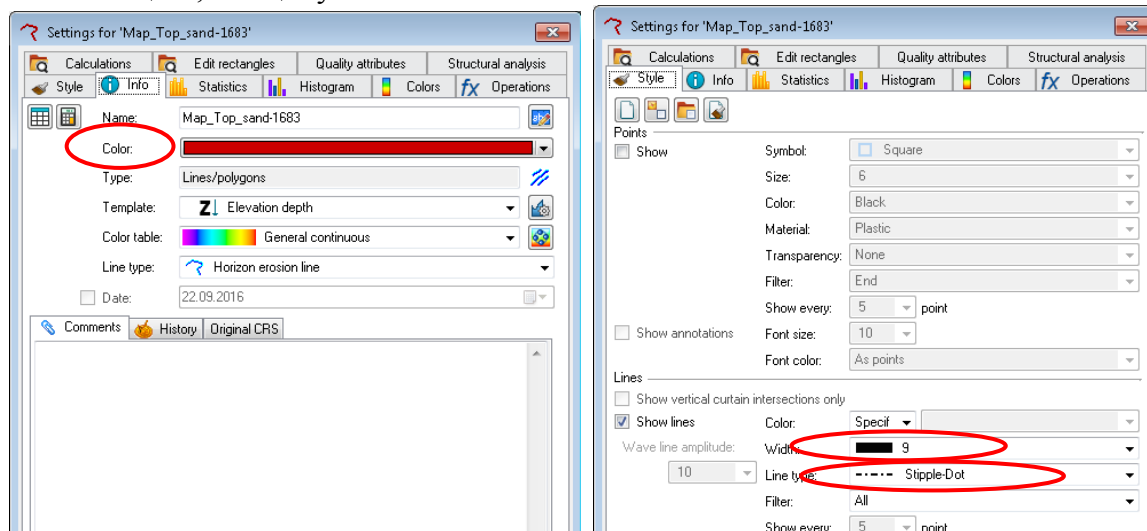 Settings for 'Map_Top_sand-1683'
Calculations Edit rectangles Quality attributes Structural analysis
Style Info Statistics Histogram Colors fx Operations
Name: Map_Top_sand-1683
Color:
Type: Lines/polygons
Template: Z Elevation depth
Color table: General continuous
Line type: Horizon erosion line
Date: 22.09.2016
Comments History Original CRS
Settings for 'Map_Top_sand-1683'
Calculations Edit rectangles Quality attributes Structural analysis
Style Info Statistics Histogram Colors fx Operations
Points
Show Symbol: Square
Size: 6
Color: Black
Material: Plastic
Transparency: None
Filter: End
Show every: 5 point
Show annotations Font size: 10
Font color: As points
Lines
Show vertical curtain intersections only
Show lines Color: Specif
Wave line amplitude: Width: 9
10 Line type: Stipple-Dot
Filter: All
Show every: 5 point